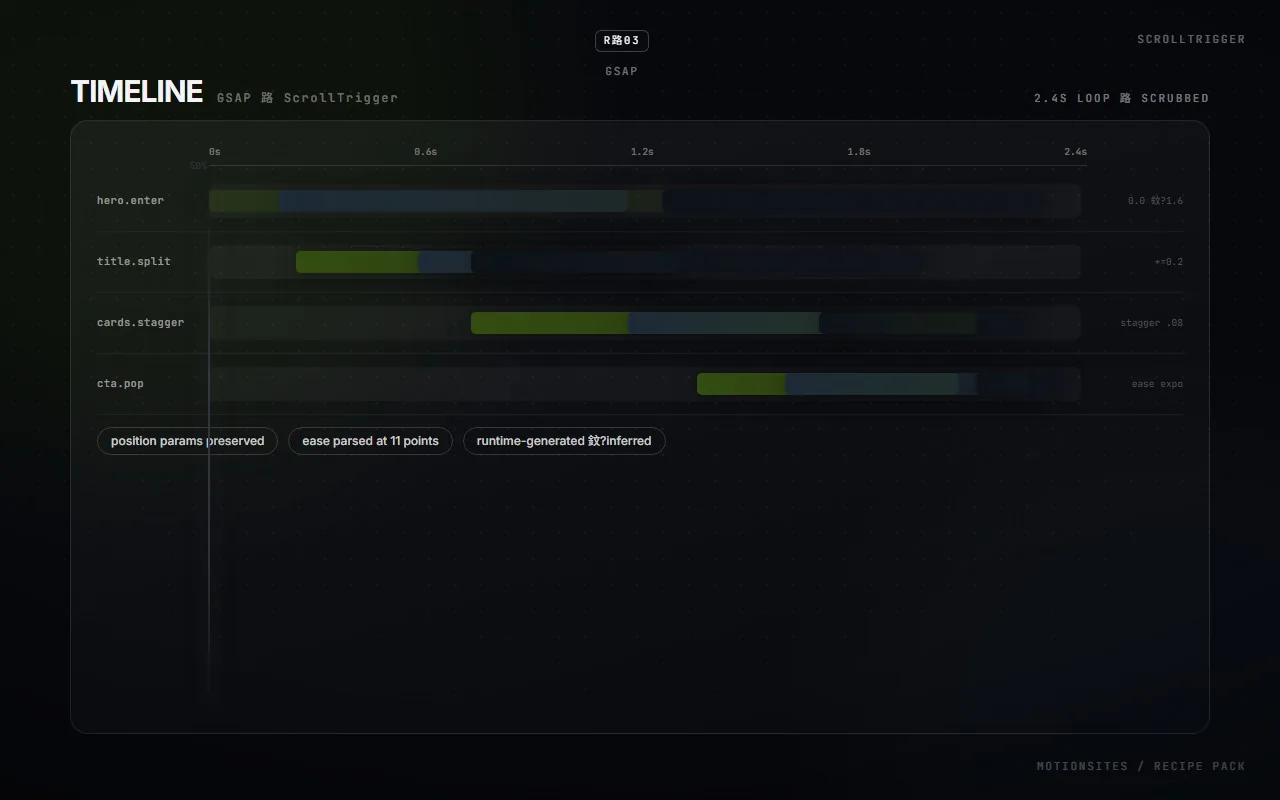 R路03
SCROLLTRIGGER
GSAP
TIMELINE GSAP 路 ScrollTrigger
2.4S LOOP 路 SCRUBBED
0s 0.6s 1.2s 1.8s 2.4s
hero.enter 0.0 鈫?1.6
title.split +=0.2
cards.stagger stagger .08
cta.pop ease expo
position params preserved ease parsed at 11 points runtime-generated 鈫?inferred
MOTIONSITES / RECIPE PACK